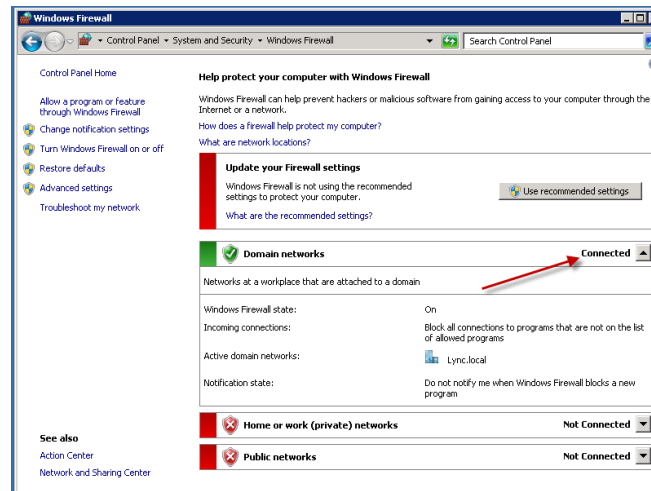 Windows Firewall
Control Panel System and Security Windows Firewall
Search Control Panel
Control Panel Home
Allow a program or feature
through Windows Firewall
Change notification settings
Turn Windows Firewall on or off
Restore defaults
Advanced settings
Troubleshoot my network
See also
Action Center
Network and Sharing Center
Help protect your computer with Windows Firewall
Windows Firewall can help prevent hackers or malicious software from gaining access to your computer through the
Internet or a network.
How does a firewall help protect my computer?
What are network locations?
Update your Firewall settings
Windows Firewall is not using the recommended
settings to protect your computer.
Use recommended settings
What are the recommended settings?
Domain networks Connected
Networks at a workplace that are attached to a domain
Windows Firewall state: On
Incoming connections: Block all connections to programs that are not on the list
of allowed programs
Active domain networks: Lync.local
Notification state: Do not notify me when Windows Firewall blocks a new
program
Home or work (private) networks Not Connected
Public networks Not Connected